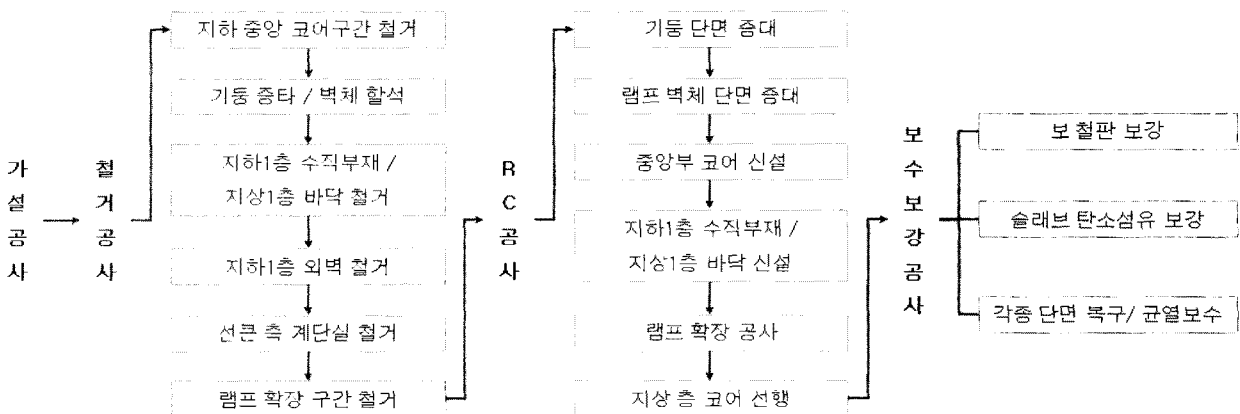 가설공사
철거공사
지하 중앙 코어구간 철거
기둥 증타 / 벽체 할석
지하1층 수직부재 /
지상1층 바닥 철거
지하1층 외벽 철거
선큰 측 계단실 철거
램프 확장 구간 철거
RC공사
기둥 단면 증대
램프 벽체 단면 증대
중앙부 코어 신설
지하1층 수직부재 /
지상1층 바닥 신설
램프 확장 공사
지상 층 코어 선행
보수보강공사
보 철판 보강
슬래브 탄소섬유 보강
각종 단면 복구/ 균열보수